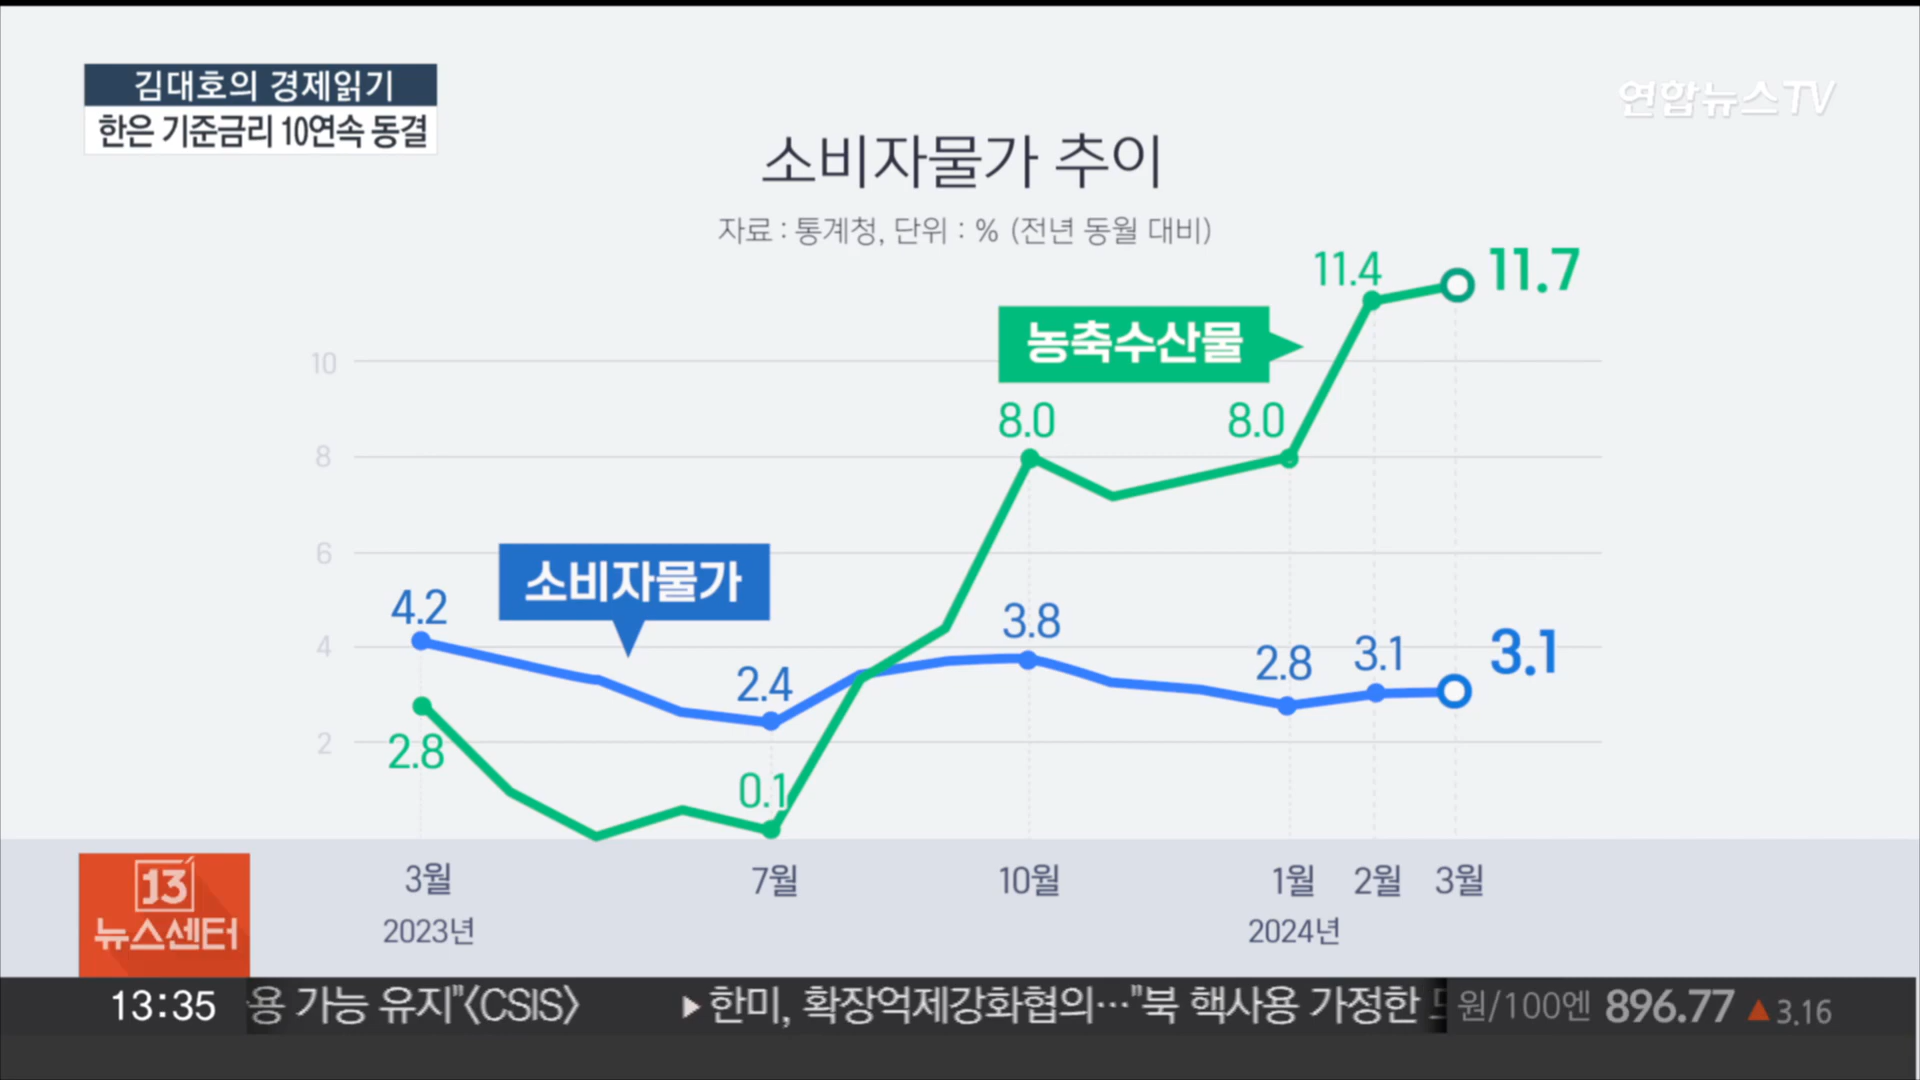 김대호의 경제읽기
한은 기준금리 10연속 동결
연합뉴스TV
소비자물가 추이
자료 : 통계청, 단위 : % (전년 동월 대비)
11.4
11.7
농축수산물
10
8.0
8.0
8
6
소비자물가
4.2
3.8
2.8
3.1
3.1
4
2.4
2.8
2
0.1
3월
7월
10월
1월
2월
3월
2023년
2024년
13
뉴스센터
13:35
용 가능 유지"〈CSIS〉
▶한미, 확장억제강화협의…"북 핵사용 가정한
원/100엔 896.77 ▲3.16